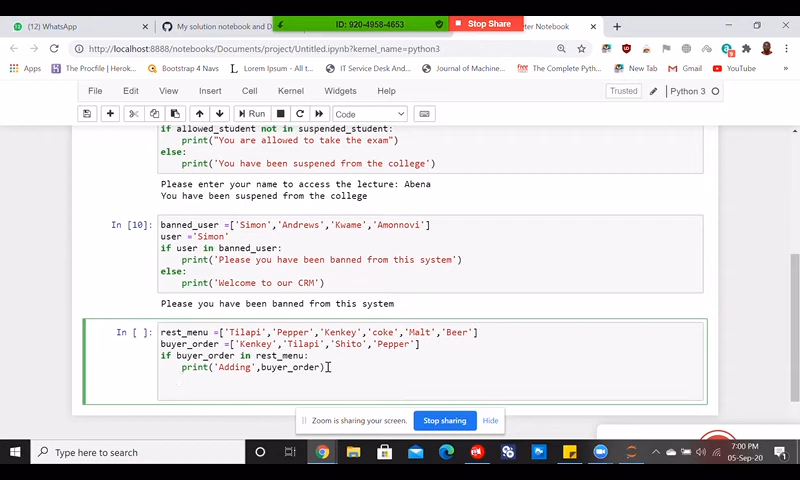 (12) WhatsApp
My solution notebook and D
ID: 920-4958-4653
Stop Share
ter Notebook
http://localhost:8888/notebooks/Documents/project/Untitled.ipynb?kernel_name=python3
Apps
The Procfile | Herok...
Bootstrap 4 Navs
Lorem Ipsum - All t...
IT Service Desk And...
Journal of Machine...
The Complete Pyth...
New Tab
Gmail
YouTube
File Edit View Insert Cell Kernel Widgets Help
Trusted
Python 3
Run
Code
if allowed_student not in suspended_student:
print("You are allowed to take the exam")
else:
print('You have been suspended from the college')
Please enter your name to access the lecture: Abena
You have been suspended from the college
In [10]:
banned_user =['Simon','Andrews','Kwame','Amonnovi']
user ='Simon'
if user in banned_user:
print('Please you have been banned from this system')
else:
print('Welcome to our CRM')
Please you have been banned from this system
In [ ]:
rest_menu =['Tilapi','Pepper','Kenkey','coke','Malt','Beer']
buyer_order =['Kenkey','Tilapi','Shito','Pepper']
if buyer_order in rest_menu:
print('Adding',buyer_order)
Zoom is sharing your screen.
Stop sharing
Hide
Type here to search
7:00 PM
05-Sep-20